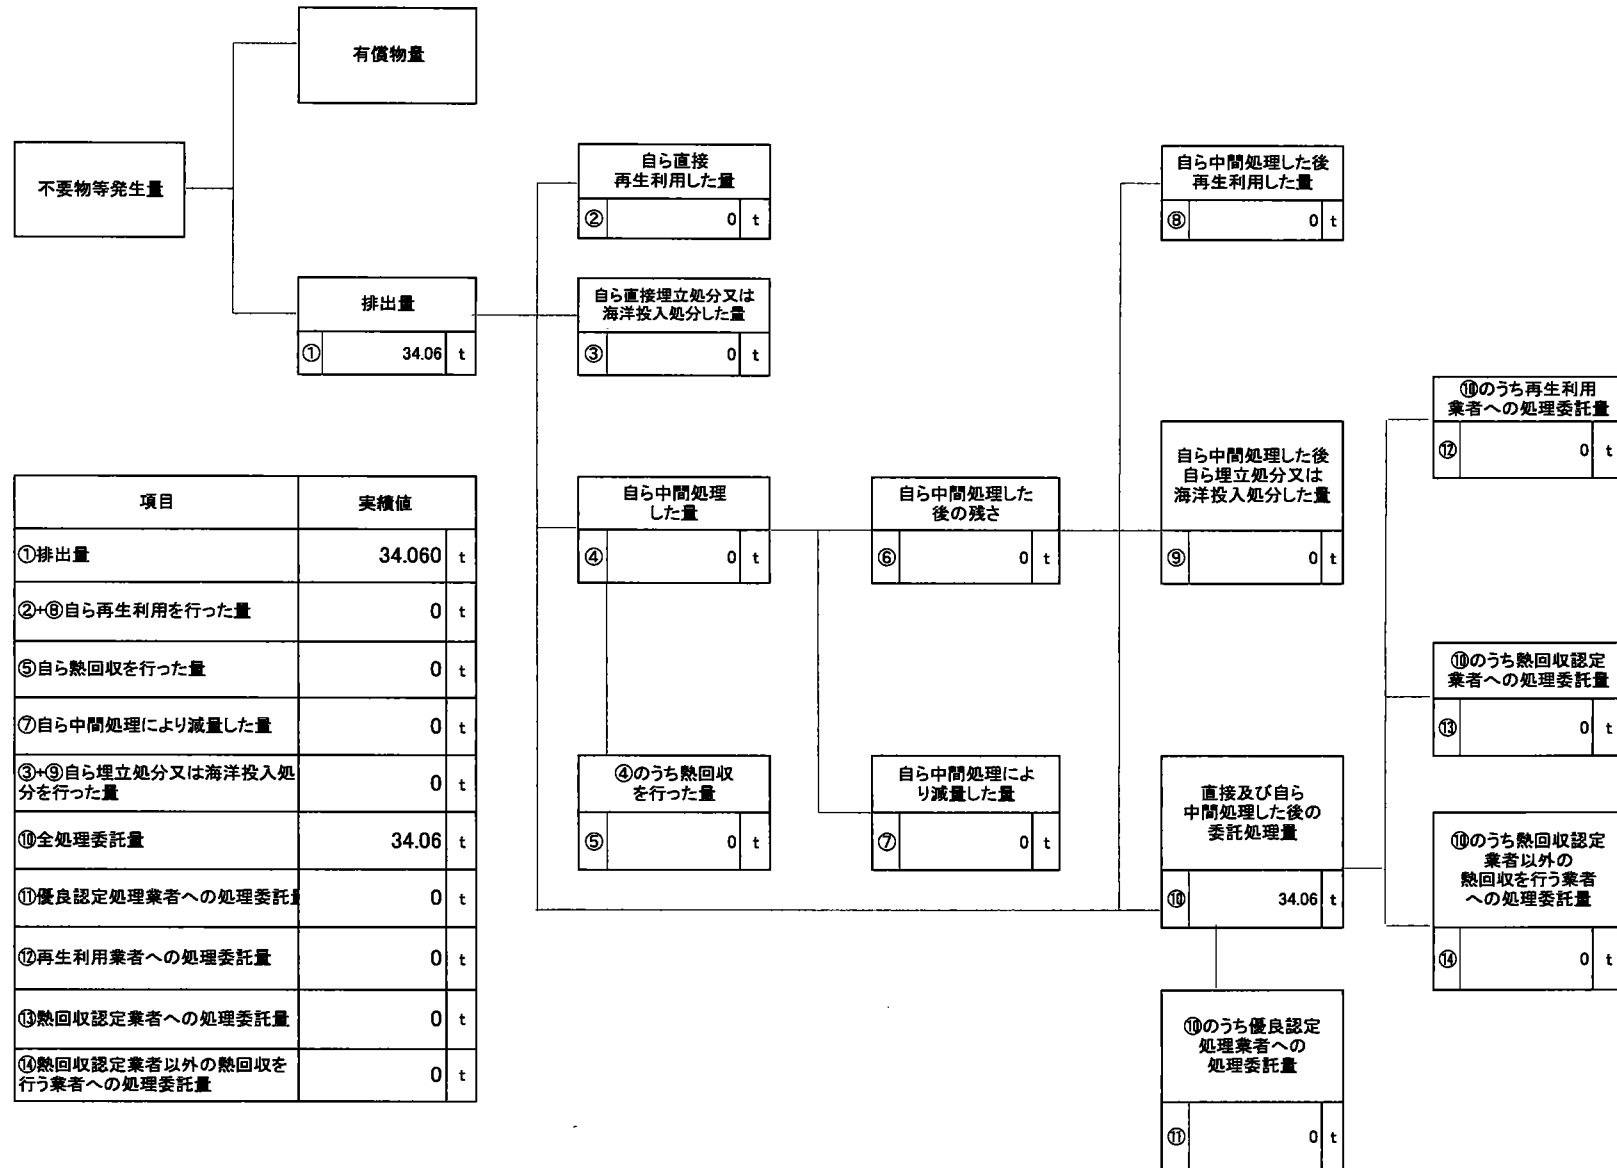 有償物量
不要物等発生量
排出量
① 34.06 t
自ら直接
再生利用した量
② 0 t
自ら直接埋立処分又は
海洋投入処分した量
③ 0 t
自ら中間処理
した量
④ 0 t
④のうち熱回収
を行った量
⑤ 0 t
自ら中間処理した
後の残さ
⑥ 0 t
自ら中間処理によ
り減量した量
⑦ 0 t
自ら中間処理した後
再生利用した量
⑧ 0 t
自ら中間処理した後
自ら埋立処分又は
海洋投入処分した量
⑨ 0 t
直接及び自ら
中間処理した後の
委託処理量
⑩ 34.06 t
⑩のうち優良認定
処理業者への
処理委託量
⑪ 0 t
⑩のうち再生利用
業者への処理委託量
⑫ 0 t
⑩のうち熱回収認定
業者への処理委託量
⑬ 0 t
⑩のうち熱回収認定
業者以外の
熱回収を行う業者
への処理委託量
⑭ 0 t
項目 実績値
①排出量 34.060 t
②+⑧自ら再生利用を行った量 0 t
⑤自ら熱回収を行った量 0 t
⑦自ら中間処理により減量した量 0 t
③+⑨自ら埋立処分又は海洋投入処
分を行った量 0 t
⑩全処理委託量 34.06 t
⑪優良認定処理業者への処理委託 0 t
⑫再生利用業者への処理委託量 0 t
⑬熱回収認定業者への処理委託量 0 t
⑭熱回収認定業者以外の熱回収を
行う業者への処理委託量 0 t